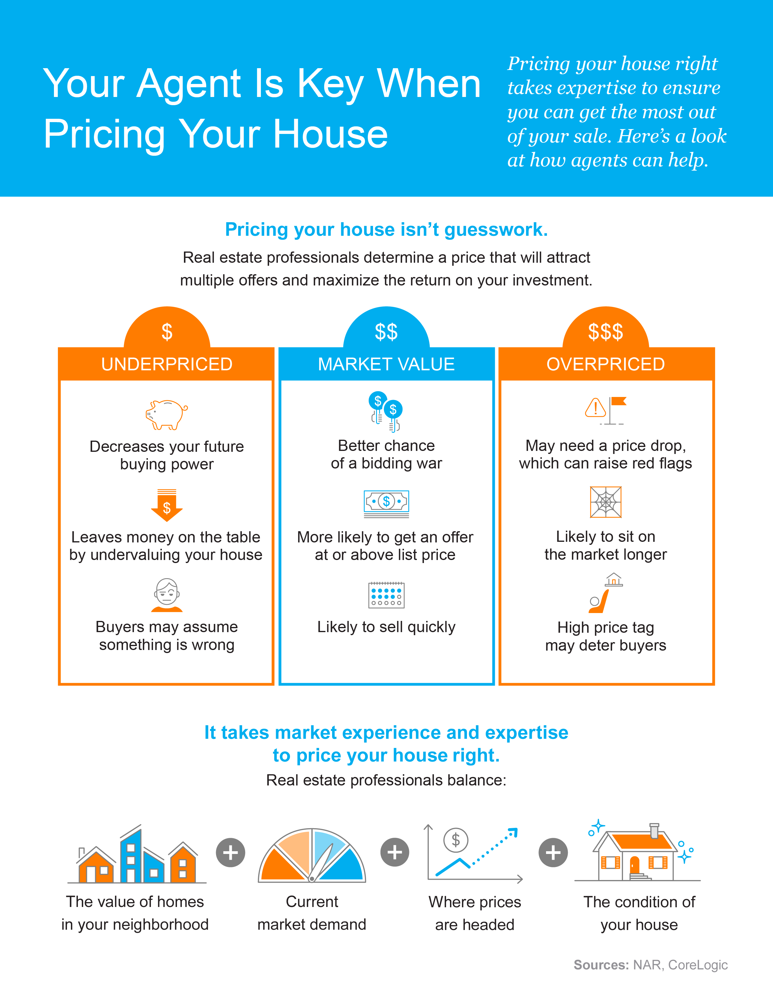 Your Agent Is Key When
Pricing Your House
Pricing your house right
takes expertise to ensure
you can get the most out
of your sale. Here’s a look
at how agents can help.
Pricing your house isn’t guesswork.
Real estate professionals determine a price that will attract
multiple offers and maximize the return on your investment.
$
UNDERPRICED
Decreases your future
buying power
$
Leaves money on the table
by undervaluing your house
Buyers may assume
something is wrong
$$
MARKET VALUE
$
$
Better chance
of a bidding war
$
More likely to get an offer
at or above list price
Likely to sell quickly
$$$
OVERPRICED
!
May need a price drop,
which can raise red flags
Likely to sit on
the market longer
High price tag
may deter buyers
It takes market experience and expertise
to price your house right.
Real estate professionals balance:
The value of homes
in your neighborhood
+
Current
market demand
+
$
Where prices
are headed
+
The condition of
your house
Sources: NAR, CoreLogic